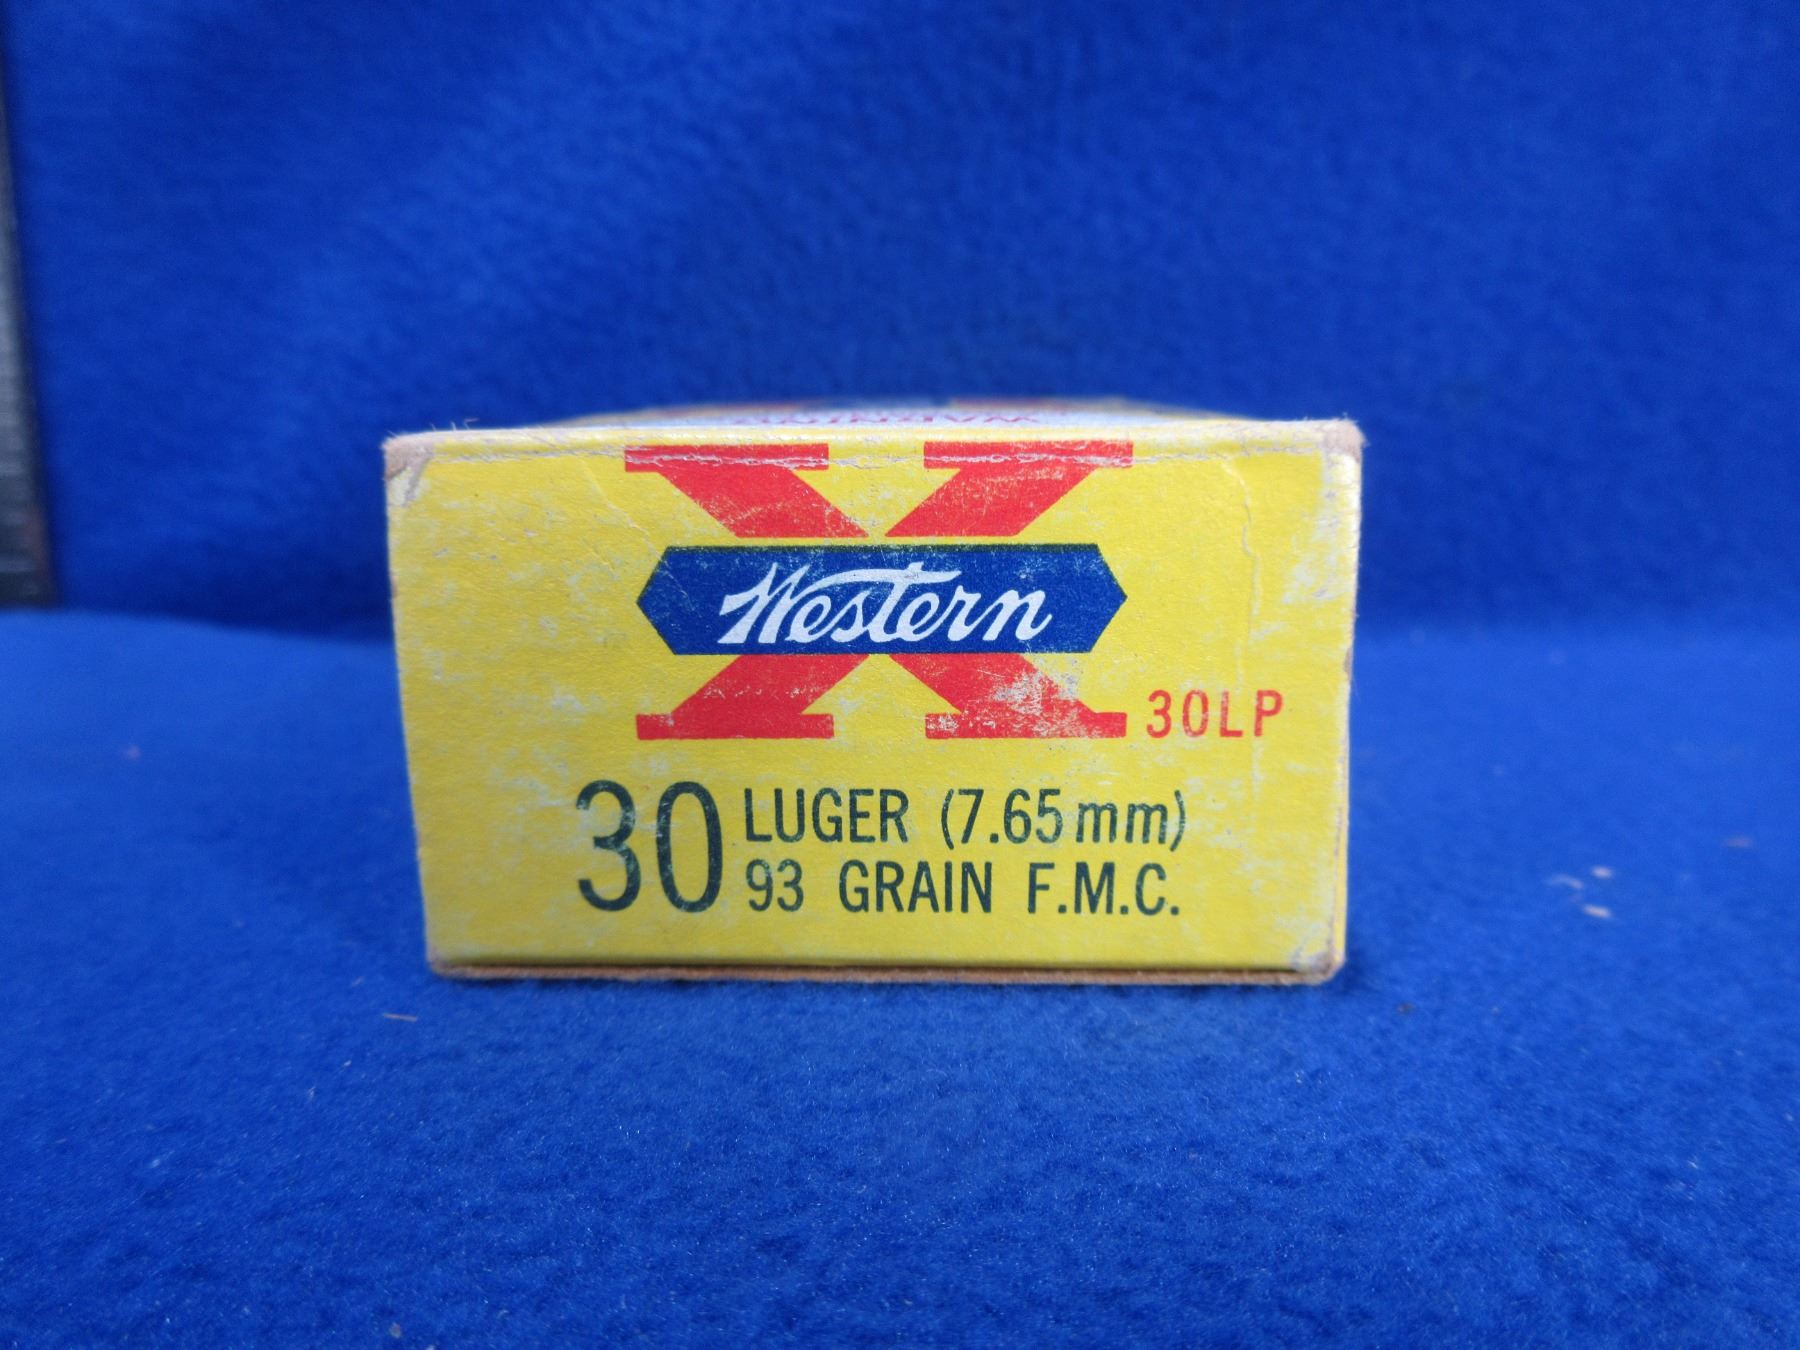 X
Western
30LP
30 LUGER (7.65mm)
93 GRAIN F.M.C.